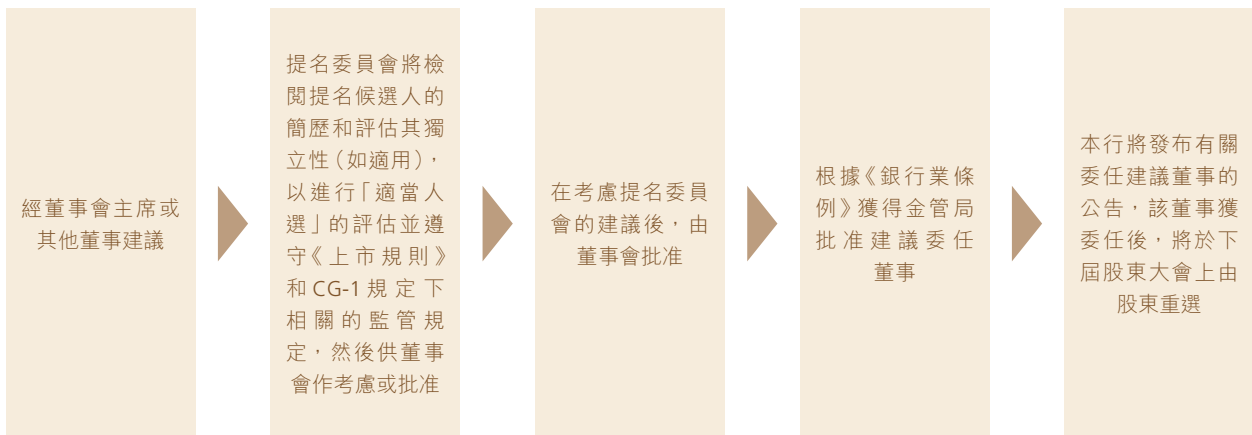 經董事會主席或
其他董事建議
提名委員會將檢
閱提名候選人的
簡歷和評估其獨
立性（如適用），
以進行「適當人
選」的評估並遵
守《上市規則》
和CG-1規定下
相關的監管規
定，然後供董事
會作考慮或批准
在考慮提名委員
會的建議後，由
董事會批准
根據《銀行業條
例》獲得金管局
批准建議委任
董事
本行將發布有關
委任建議董事的
公告，該董事獲
委任後，將於下
屆股東大會上由
股東重選